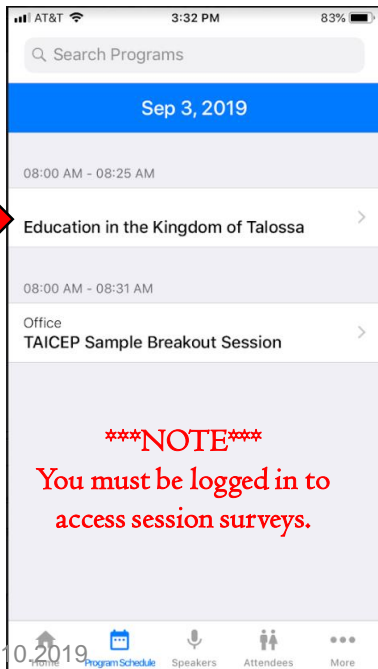 AT&T 3:32 PM 83%
Search Programs
Sep 3, 2019
08:00 AM - 08:25 AM
Education in the Kingdom of Talossa
08:00 AM - 08:31 AM
Office
TAICEP Sample Breakout Session
***NOTE***
You must be logged in to
access session surveys.
10.2019
Home Program Schedule Speakers Attendees More